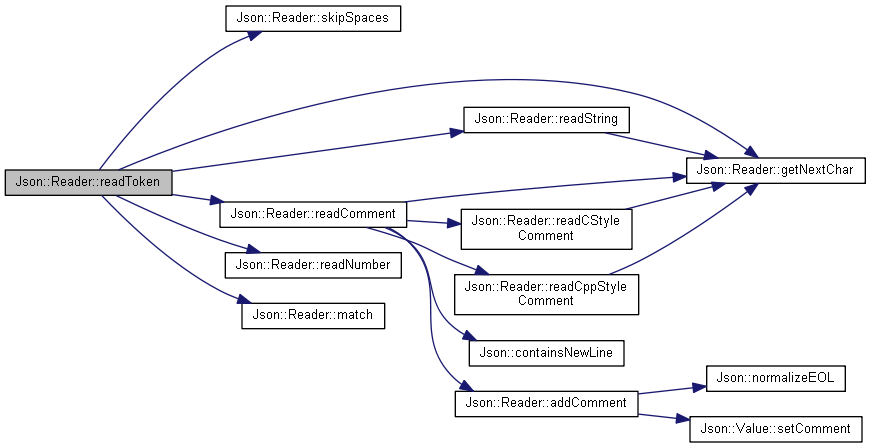 Json::Reader::skipSpaces
Json::Reader::readString
Json::Reader::getNextChar
Json::Reader::readToken
Json::Reader::readComment
Json::Reader::readCStyle
Comment
Json::Reader::readNumber
Json::Reader::readCppStyle
Comment
Json::Reader::match
Json::containsNewLine
Json::normalizeEOL
Json::Reader::addComment
Json::Value::setComment